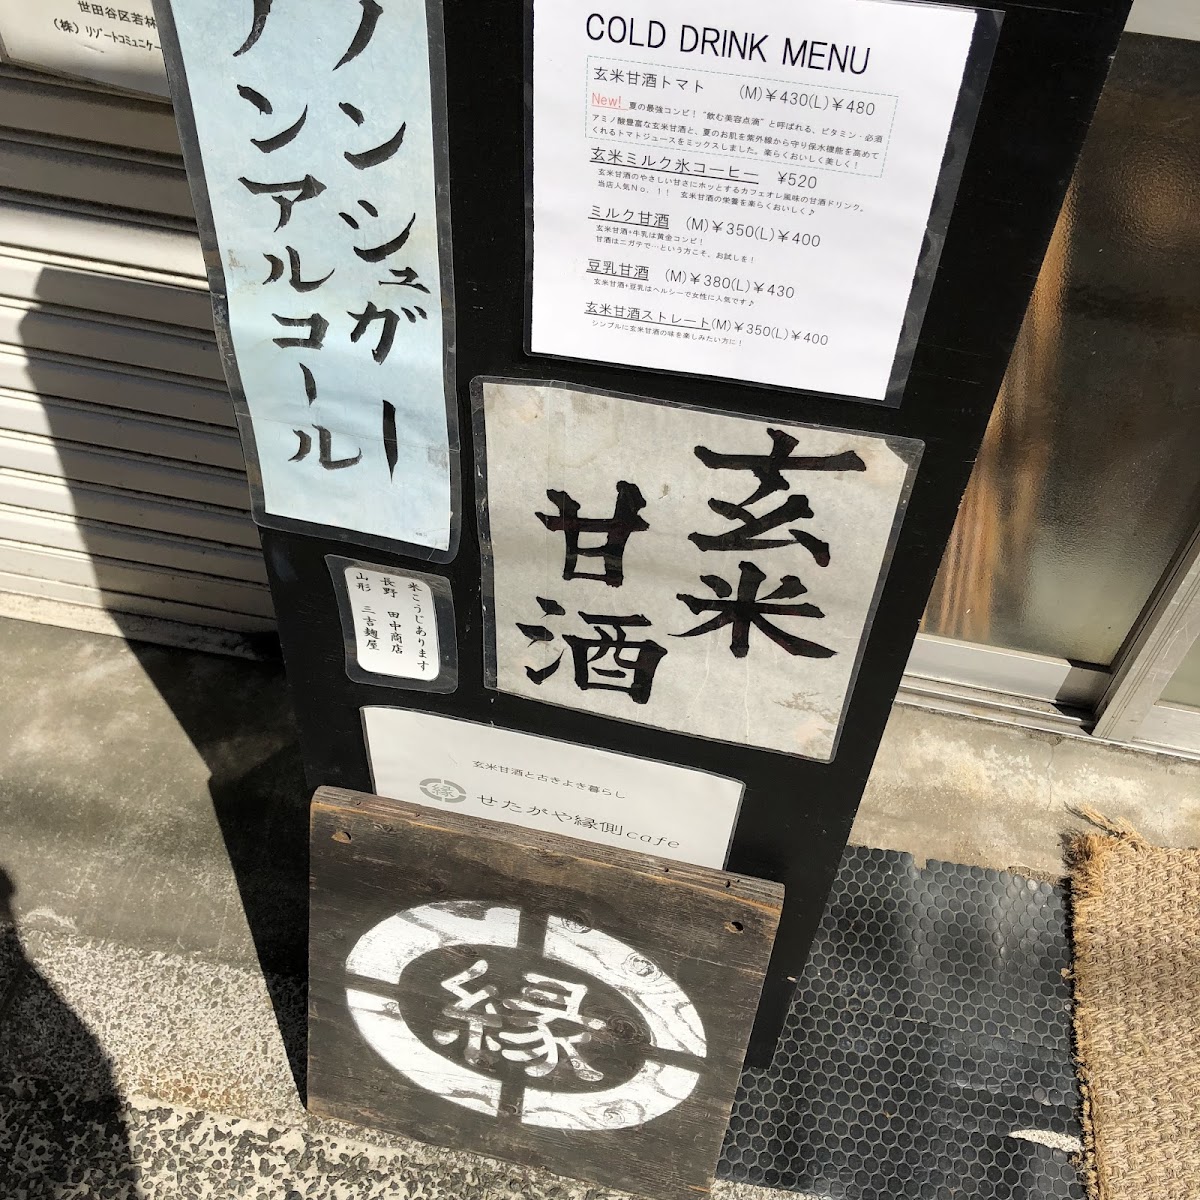 世田谷区若林
(株)リゾートコミュニケー
ノンシュガー
ノンアルコール
COLD DRINK MENU
玄米甘酒トマト (M)¥430(L)¥480
New! 夏の最強コンビ！"飲む美容点滴"と呼ばれる、ビタミン・必須
アミノ酸豊富な玄米甘酒と、夏のお肌を紫外線から守り保水機能を高めて
くれるトマトジュースをミックスしました。楽らくおいしく美しく！
玄米ミルク氷コーヒー ¥520
玄米甘酒のやさしい甘さにホッとするカフェオレ風味の甘酒ドリンク。
当店人気No.1！！ 玄米甘酒の栄養を楽らくおいしく♪
ミルク甘酒 (M)¥350(L)¥400
玄米甘酒+牛乳は黄金コンビ！
甘酒はニガテで…という方こそ、お試しを！
豆乳甘酒 (M)¥380(L)¥430
玄米甘酒+豆乳はヘルシーで女性に人気です♪
玄米甘酒ストレート(M)¥350(L)¥400
シンプルに玄米甘酒の味を楽しみたい方に！
玄米
甘酒
米こうじあります
長野 田中商店
山形 三吉麹屋
玄米甘酒と古きよき暮らし
縁 せたがや縁側cafe
縁